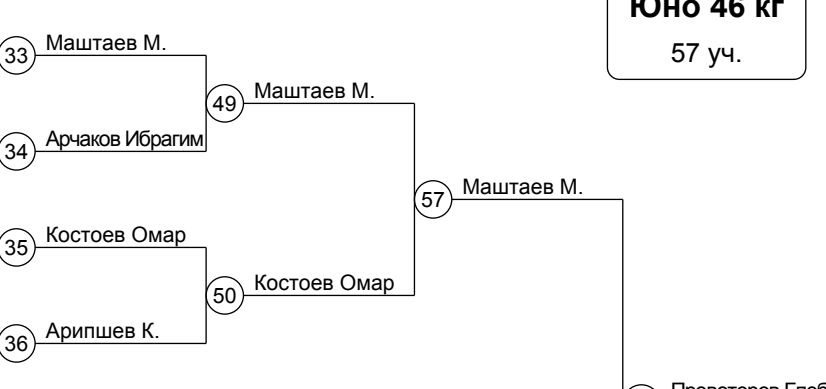 Юно 46 кг
57 уч.
33 Маштаев М.
49 Маштаев М.
34 Арчаков Ибрагим
57 Маштаев М.
35 Костоев Омар
50 Костоев Омар
36 Арипшев К.